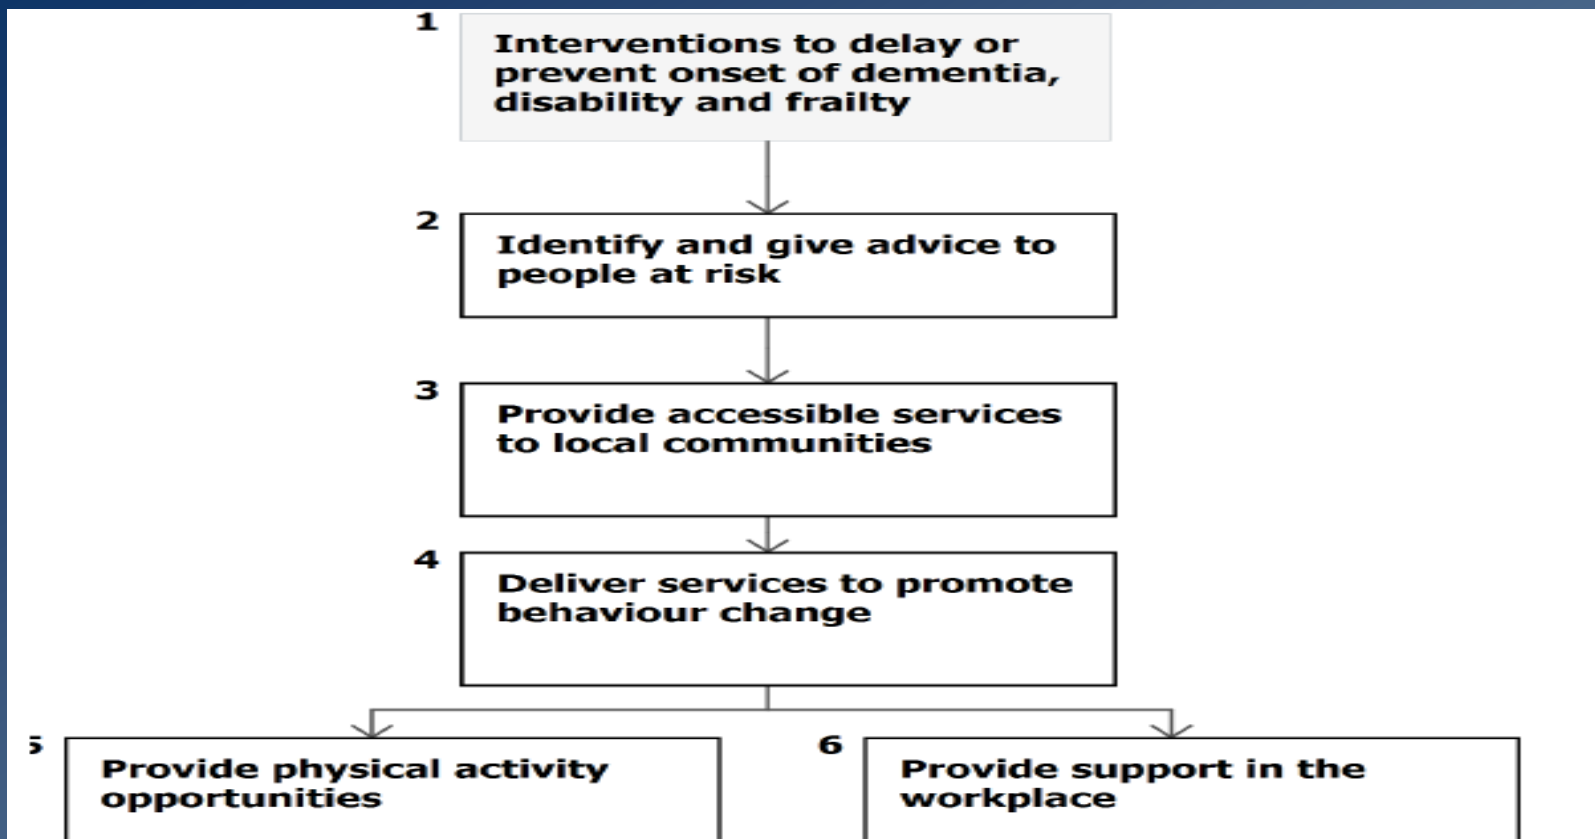 1
Interventions to delay or
prevent onset of dementia,
disability and frailty
2
Identify and give advice to
people at risk
3
Provide accessible services
to local communities
4
Deliver services to promote
behaviour change
5
Provide physical activity
opportunities
6
Provide support in the
workplace